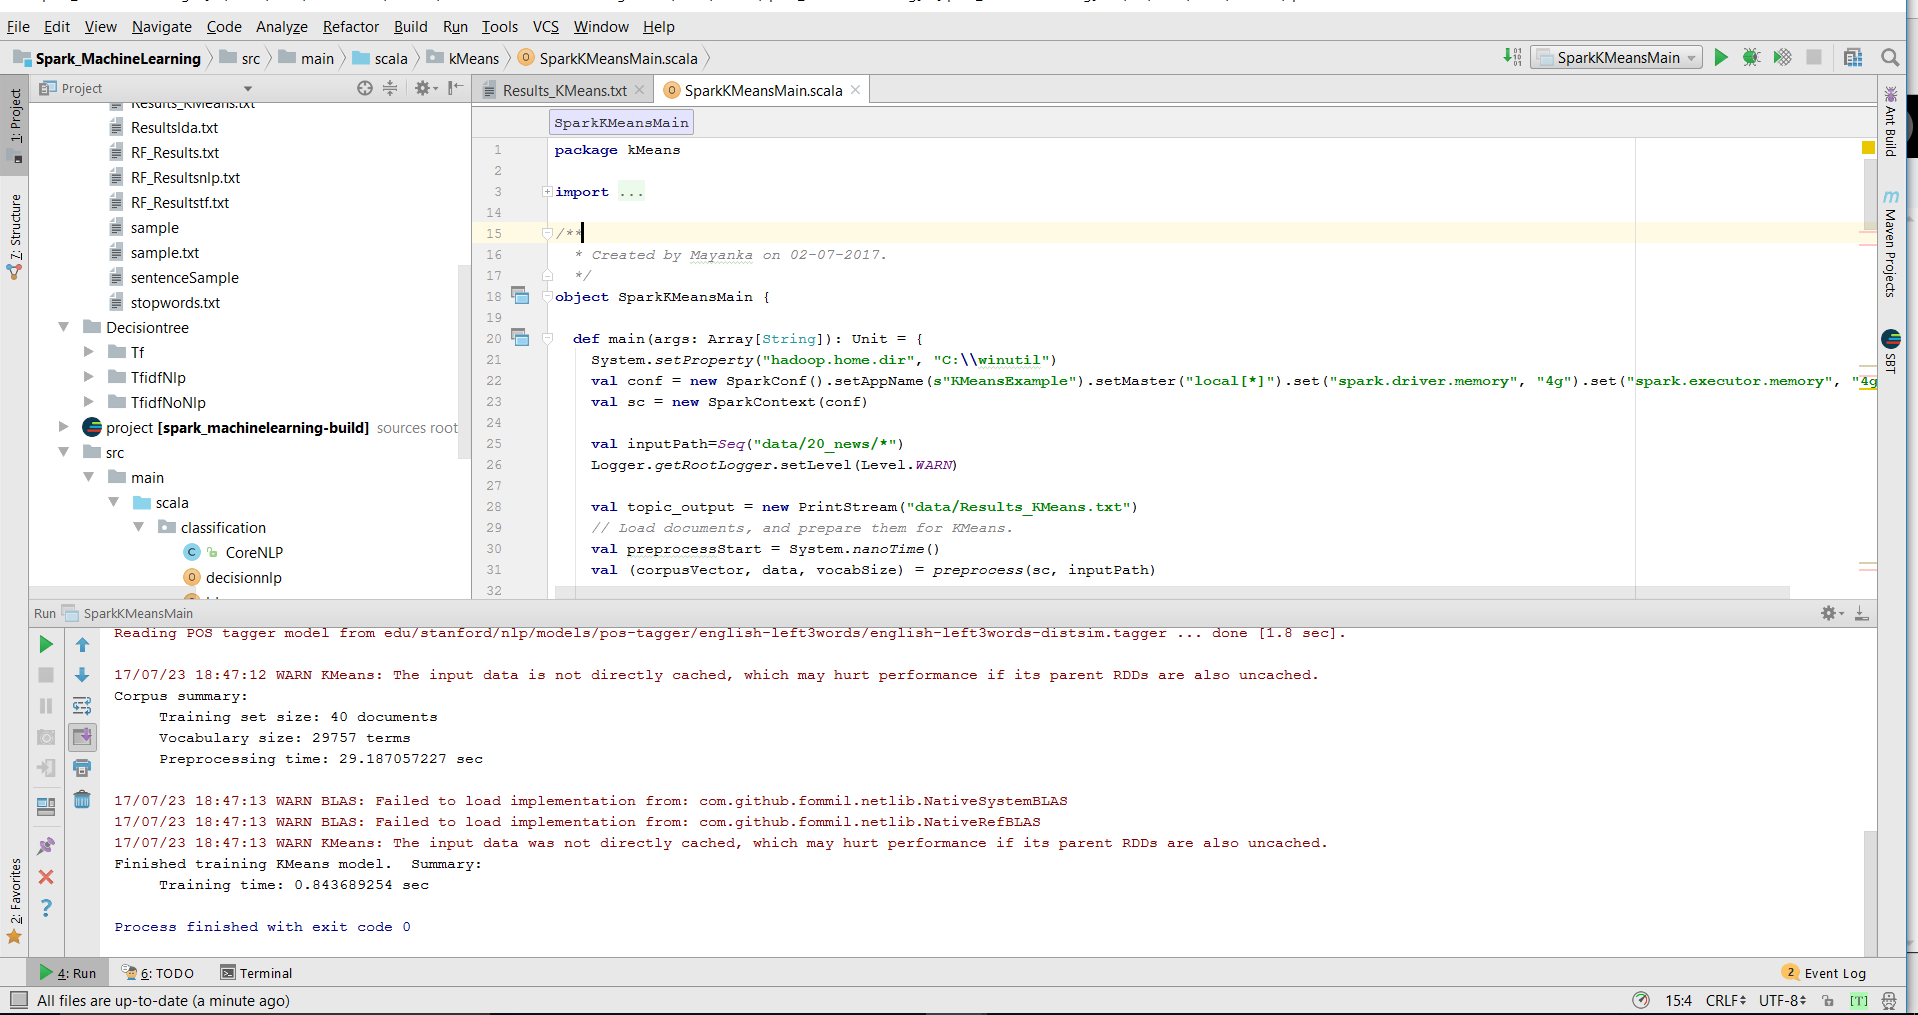 File Edit View Navigate Code Analyze Refactor Build Run Tools VCS Window Help
Spark_MachineLearning src main scala kMeans SparkKMeansMain.scala SparkKMeansMain
Project
Results_KMeans.txt SparkKMeansMain.scala
1: Project
7: Structure
2: Favorites
Results_KMeans.txt
Resultslda.txt
RF_Results.txt
RF_Resultsnlp.txt
RF_Resultstf.txt
sample
sample.txt
sentenceSample
stopwords.txt
Decisiontree
Tf
TfidfNlp
TfidfNoNlp
project [spark_machinelearning-build] sources root
src
main
scala
classification
CoreNLP
decisionnlp
SparkKMeansMain
1 package kMeans
2
3 import ...
14
15 /**
16 * Created by Mayanka on 02-07-2017.
17 */
18 object SparkKMeansMain {
19
20 def main(args: Array[String]): Unit = {
21 System.setProperty("hadoop.home.dir", "C:\\winutil")
22 val conf = new SparkConf().setAppName(s"KMeansExample").setMaster("local[*]").set("spark.driver.memory", "4g").set("spark.executor.memory", "4g
23 val sc = new SparkContext(conf)
24
25 val inputPath=Seq("data/20_news/*")
26 Logger.getRootLogger.setLevel(Level.WARN)
27
28 val topic_output = new PrintStream("data/Results_KMeans.txt")
29 // Load documents, and prepare them for KMeans.
30 val preprocessStart = System.nanoTime()
31 val (corpusVector, data, vocabSize) = preprocess(sc, inputPath)
32
Ant Build
Maven Projects
SBT
Run SparkKMeansMain
Reading POS tagger model from edu/stanford/nlp/models/pos-tagger/english-left3words/english-left3words-distsim.tagger ... done [1.8 sec].
17/07/23 18:47:12 WARN KMeans: The input data is not directly cached, which may hurt performance if its parent RDDs are also uncached.
Corpus summary:
Training set size: 40 documents
Vocabulary size: 29757 terms
Preprocessing time: 29.187057227 sec
17/07/23 18:47:13 WARN BLAS: Failed to load implementation from: com.github.fommil.netlib.NativeSystemBLAS
17/07/23 18:47:13 WARN BLAS: Failed to load implementation from: com.github.fommil.netlib.NativeRefBLAS
17/07/23 18:47:13 WARN KMeans: The input data was not directly cached, which may hurt performance if its parent RDDs are also uncached.
Finished training KMeans model. Summary:
Training time: 0.843689254 sec
Process finished with exit code 0
4: Run 6: TODO Terminal 2 Event Log
All files are up-to-date (a minute ago) 15:4 CRLF UTF-8 [T]